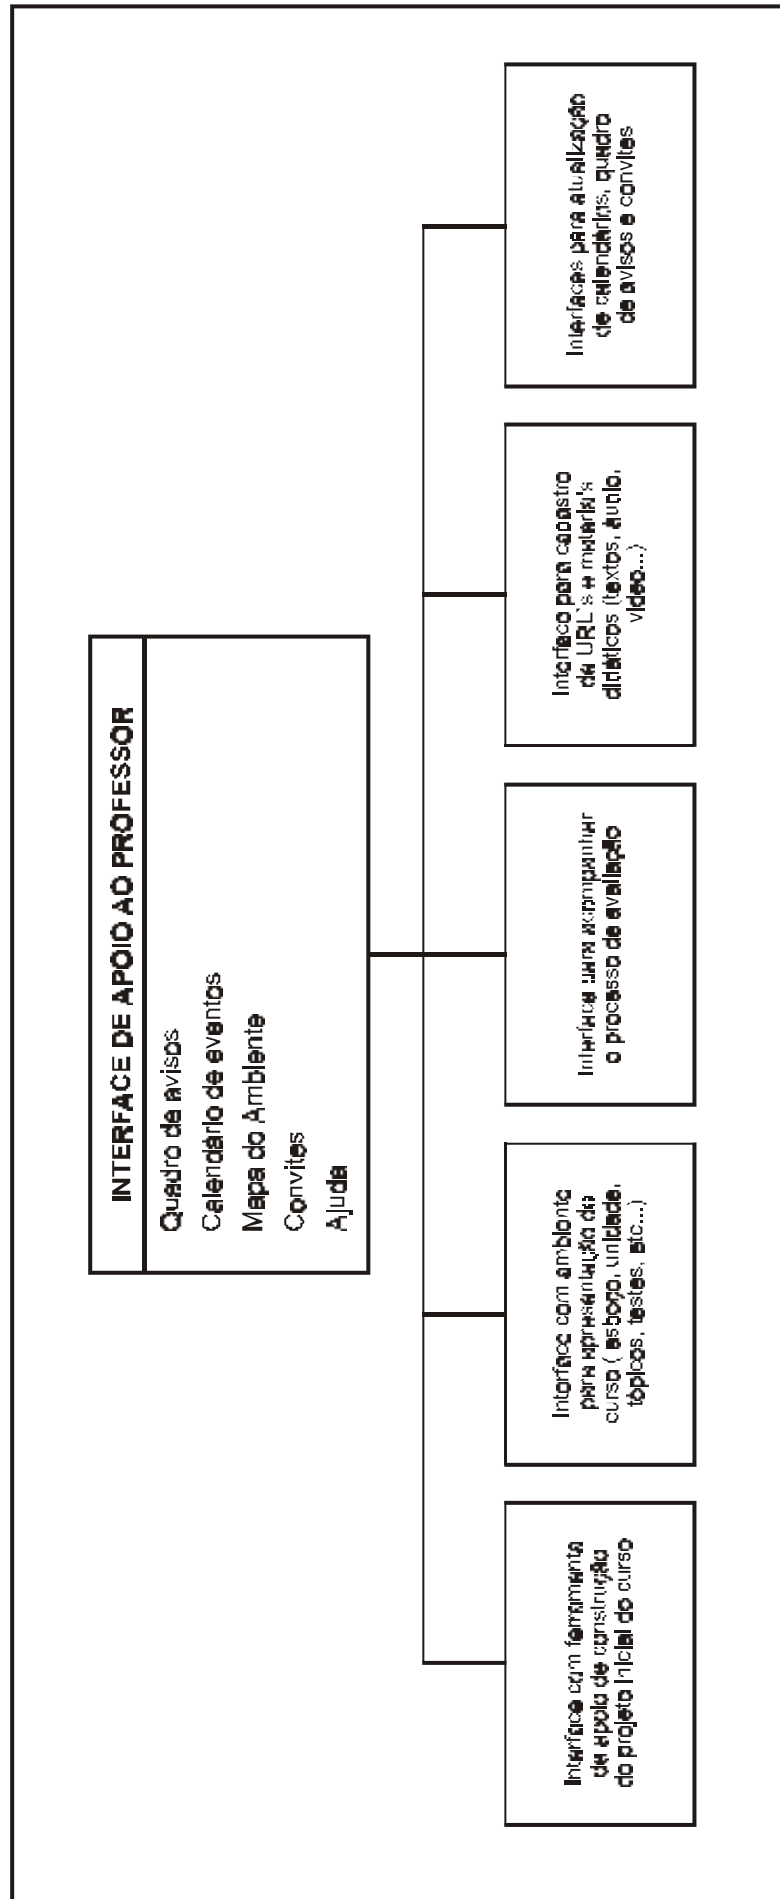 INTERFACE DE APOIO AO PROFESSOR
Quadro de avisos
Calendário de eventos
Mapa do Ambiente
Convites
Ajuda
Interface com ferramenta
de apoio de construção
do projeto inicial do curso
Interface com ambiente
para apresentação do
curso ( esboço, unidade,
tópicos, testes, etc...)
Interface para acompanhar
o processo de avaliação
Interface para cadastro
de URL's e materiais
didáticos (textos, áudio,
vídeo...)
Interfaces para atualização
de calendários, quadro
de avisos e convites